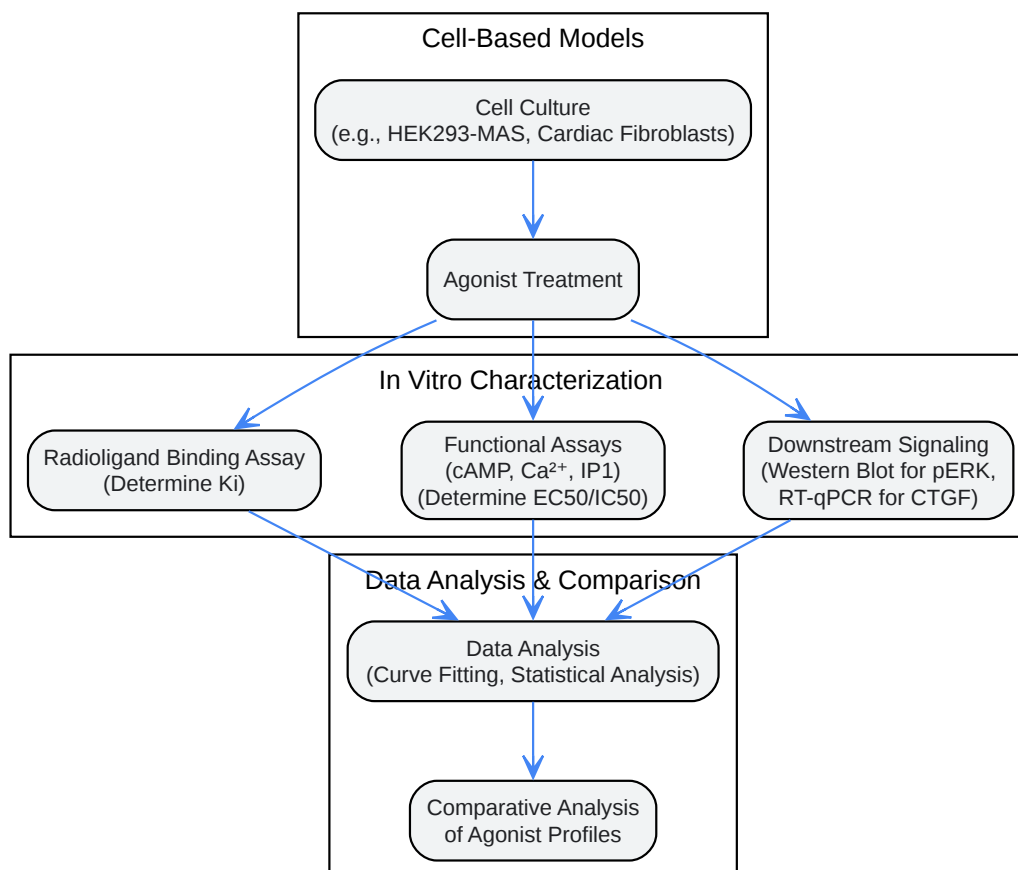 Cell-Based Models
Cell Culture
(e.g., HEK293-MAS, Cardiac Fibroblasts)
Agonist Treatment
In Vitro Characterization
Radioligand Binding Assay
(Determine Ki)
Functional Assays
(cAMP, Ca²⁺, IP1)
(Determine EC50/IC50)
Downstream Signaling
(Western Blot for pERK,
RT-qPCR for CTGF)
Data Analysis & Comparison
Data Analysis
(Curve Fitting, Statistical Analysis)
Comparative Analysis
of Agonist Profiles